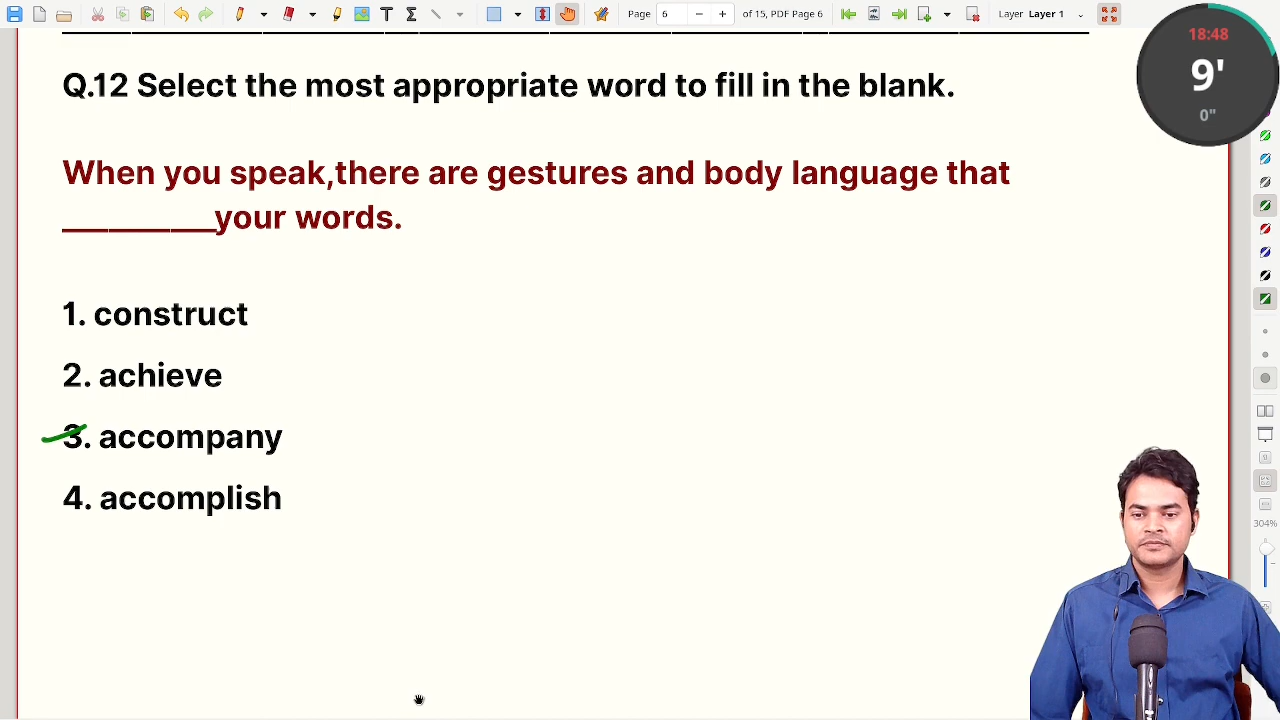 Page 6 of 16 PDF Page 6 Layer Layer 1
18:48
9'
0"
Q.12 Select the most appropriate word to fill in the blank.
When you speak,there are gestures and body language that
__________your words.
1. construct
2. achieve
3. accompany
4. accomplish
304%